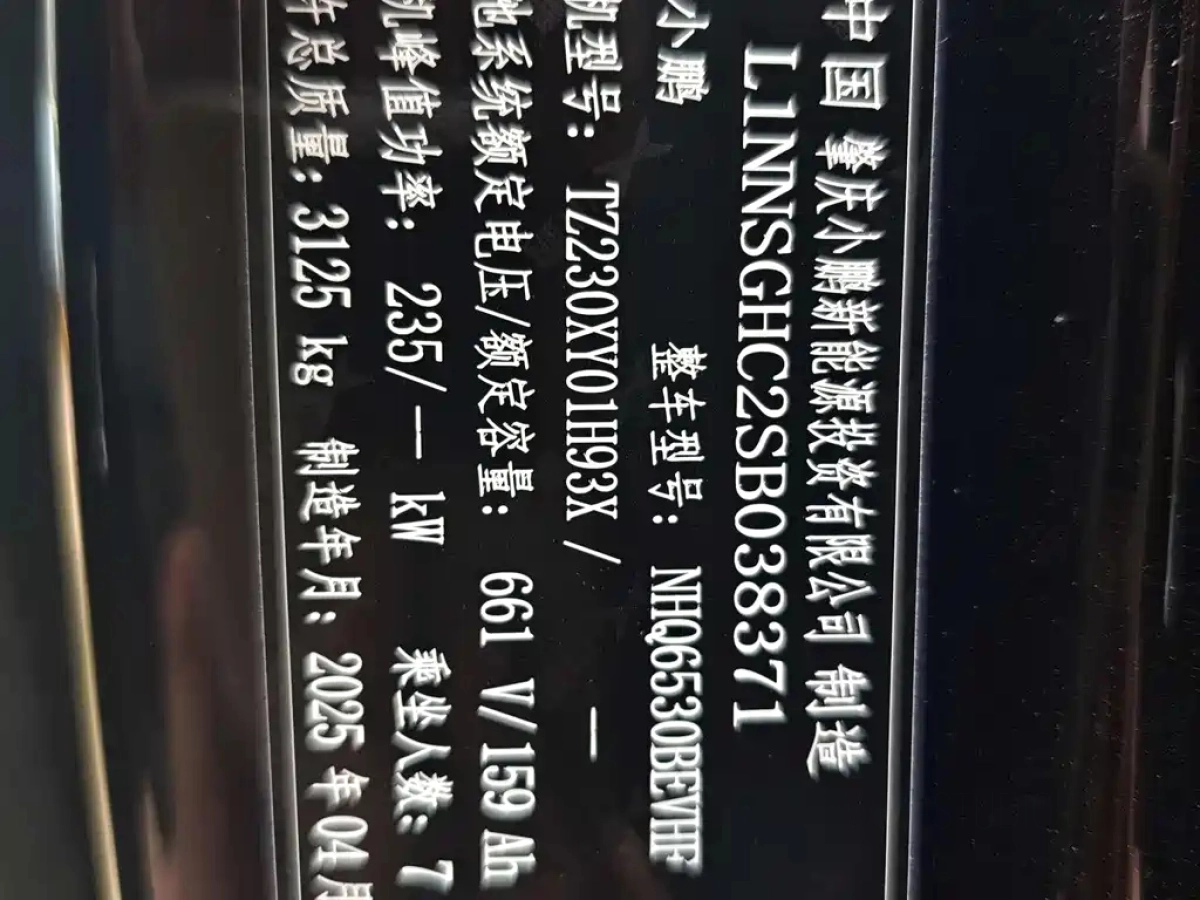 中国 肇庆小鹏新能源投资有限公司 制造
L1NNSGHC2SB038371
小鹏 整车型号: NHQ6530BEVHF
机型号: TZ230XY01H93X / —
池系统额定电压/额定容量: 661 V/159 Ah
机峰值功率: 235/— kW 乘坐人数: 7
许总质量: 3125 kg 制造年月: 2025 年 04 月